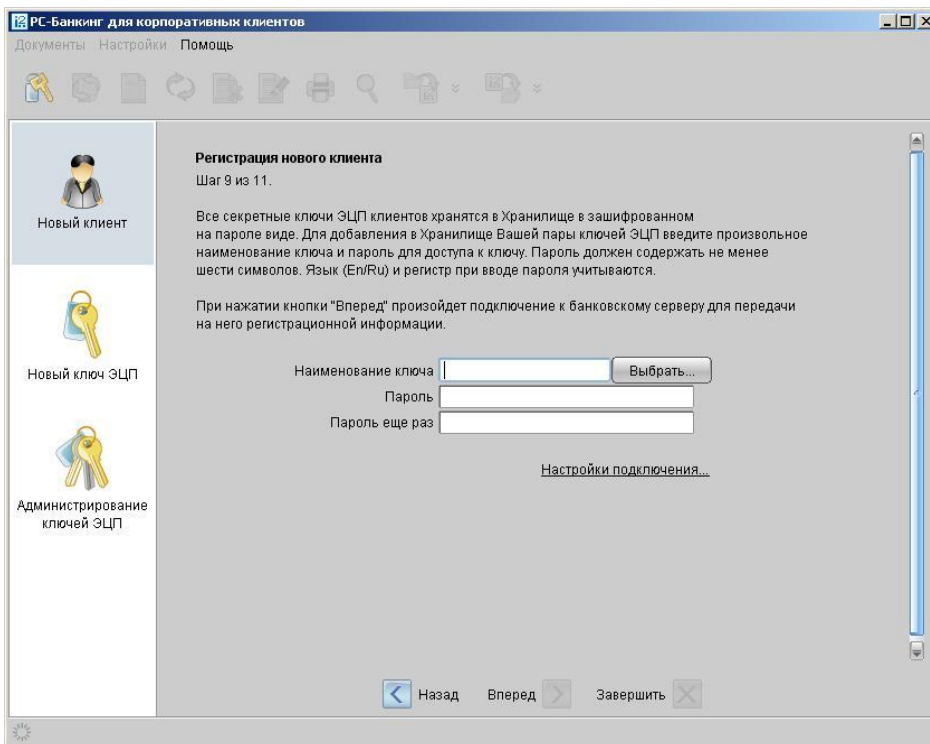 РС-Банкинг для корпоративных клиентов
Документы Настройки Помощь
Новый клиент
Новый ключ ЭЦП
Администрирование
ключей ЭЦП
Регистрация нового клиента
Шаг 9 из 11.
Все секретные ключи ЭЦП клиентов хранятся в Хранилище в зашифрованном
на пароле виде. Для добавления в Хранилище Вашей пары ключей ЭЦП введите произвольное
наименование ключа и пароль для доступа к ключу. Пароль должен содержать не менее
шести символов. Язык (En/Ru) и регистр при вводе пароля учитываются.
При нажатии кнопки "Вперед" произойдет подключение к банковскому серверу для передачи
на него регистрационной информации.
Наименование ключа Выбрать...
Пароль
Пароль еще раз
Настройки подключения...
Назад Вперед Завершить